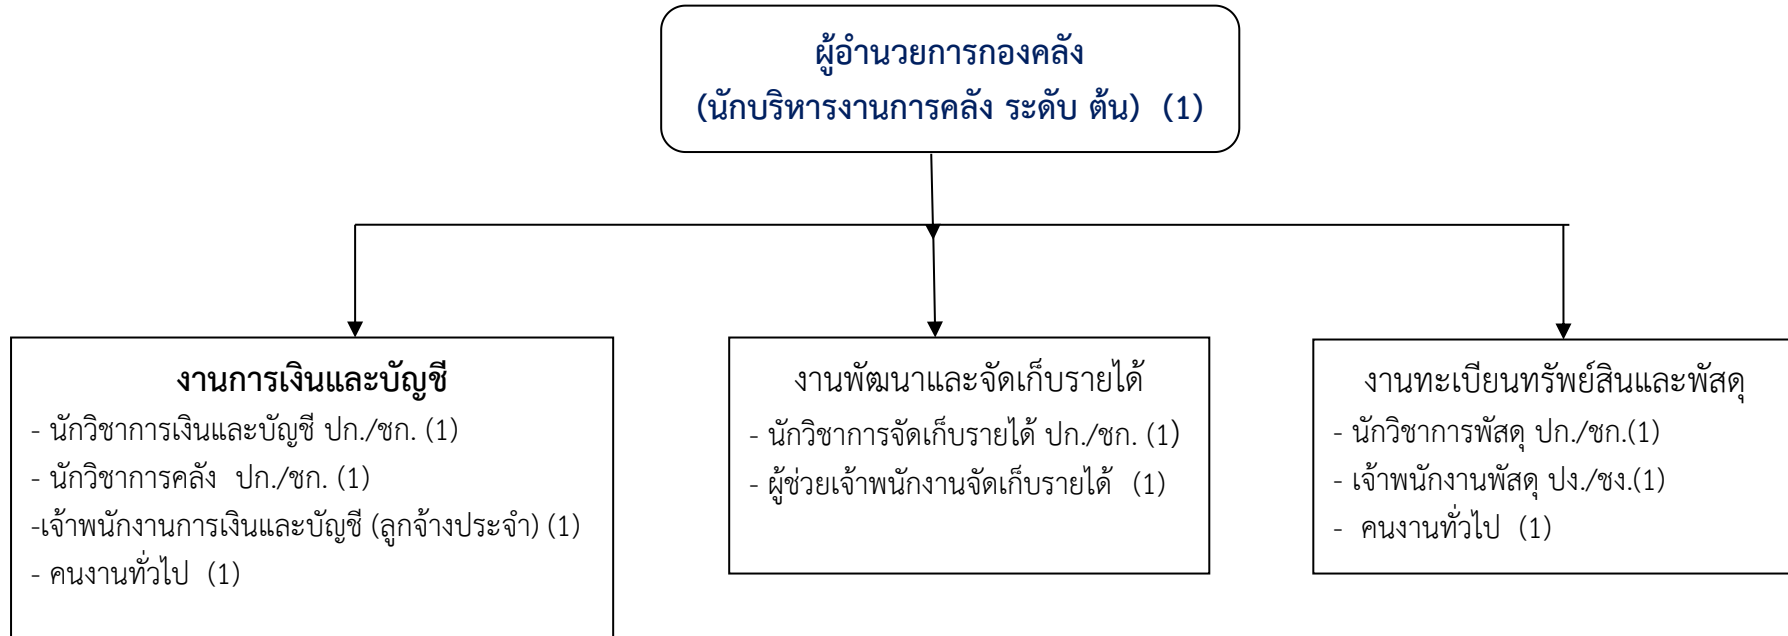 ผู้อำนวยการกองคลัง
(นักบริหารงานการคลัง ระดับ ต้น) (1)
งานการเงินและบัญชี
- นักวิชาการเงินและบัญชี ปก./ชก. (1)
- นักวิชาการคลัง ปก./ชก. (1)
-เจ้าพนักงานการเงินและบัญชี (ลูกจ้างประจำ) (1)
- คนงานทั่วไป (1)
งานพัฒนาและจัดเก็บรายได้
- นักวิชาการจัดเก็บรายได้ ปก./ชก. (1)
- ผู้ช่วยเจ้าพนักงานจัดเก็บรายได้ (1)
งานทะเบียนทรัพย์สินและพัสดุ
- นักวิชาการพัสดุ ปก./ชก.(1)
- เจ้าพนักงานพัสดุ ปง./ชง.(1)
- คนงานทั่วไป (1)